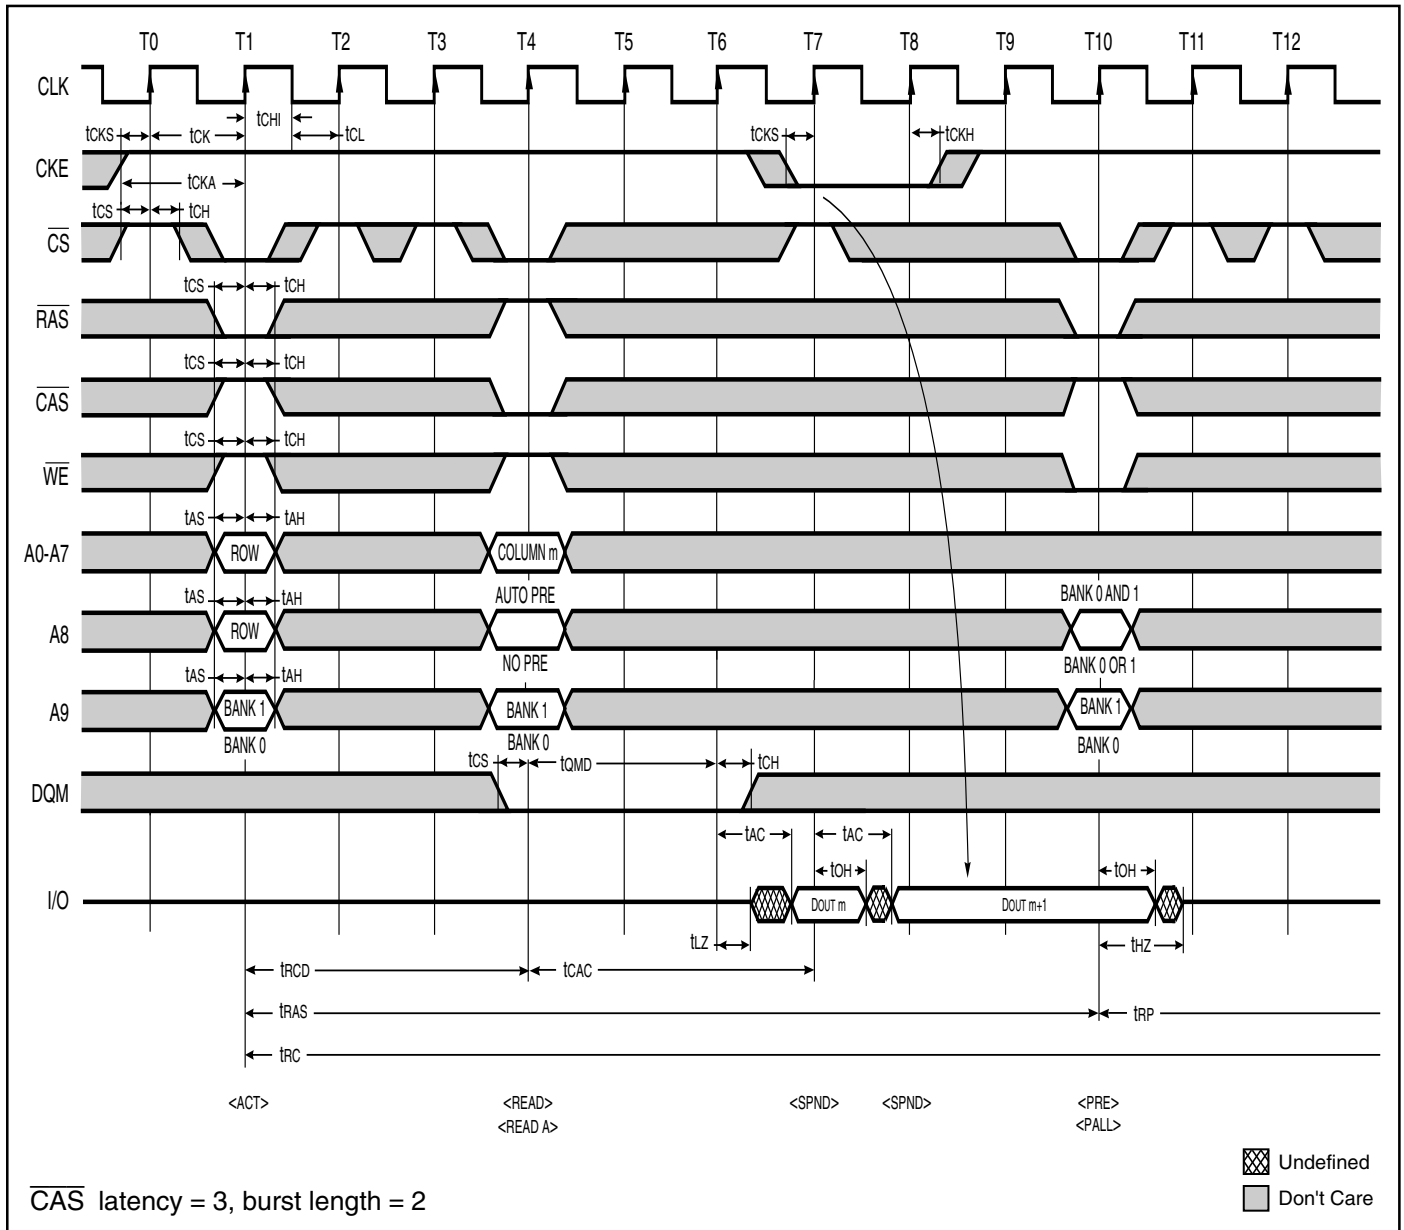 T0 T1 T2 T3 T4 T5 T6 T7 T8 T9 T10 T11 T12
CLK
tCHI
tCKS tCK tCL tCKS tCKH
CKE
tCKA
tCS tCH
CS
tCS tCH
RAS
tCS tCH
CAS
tCS tCH
WE
tAS tAH
A0-A7 ROW COLUMN m
tAS tAH AUTO PRE BANK 0 AND 1
A8 ROW
tAS tAH NO PRE BANK 0 OR 1
A9 BANK 1 BANK 1 BANK 1
BANK 0 BANK 0 BANK 0
tCS tQMD tCH
DQM
tAC tAC
tOH tOH
I/O DOUT m DOUT m+1
tLZ tHZ
tRCD tCAC
tRAS tRP
tRC
<ACT> <READ> <SPND> <SPND> <PRE>
<READ A> <PALL>
Undefined
Don't Care
CAS latency = 3, burst length = 2